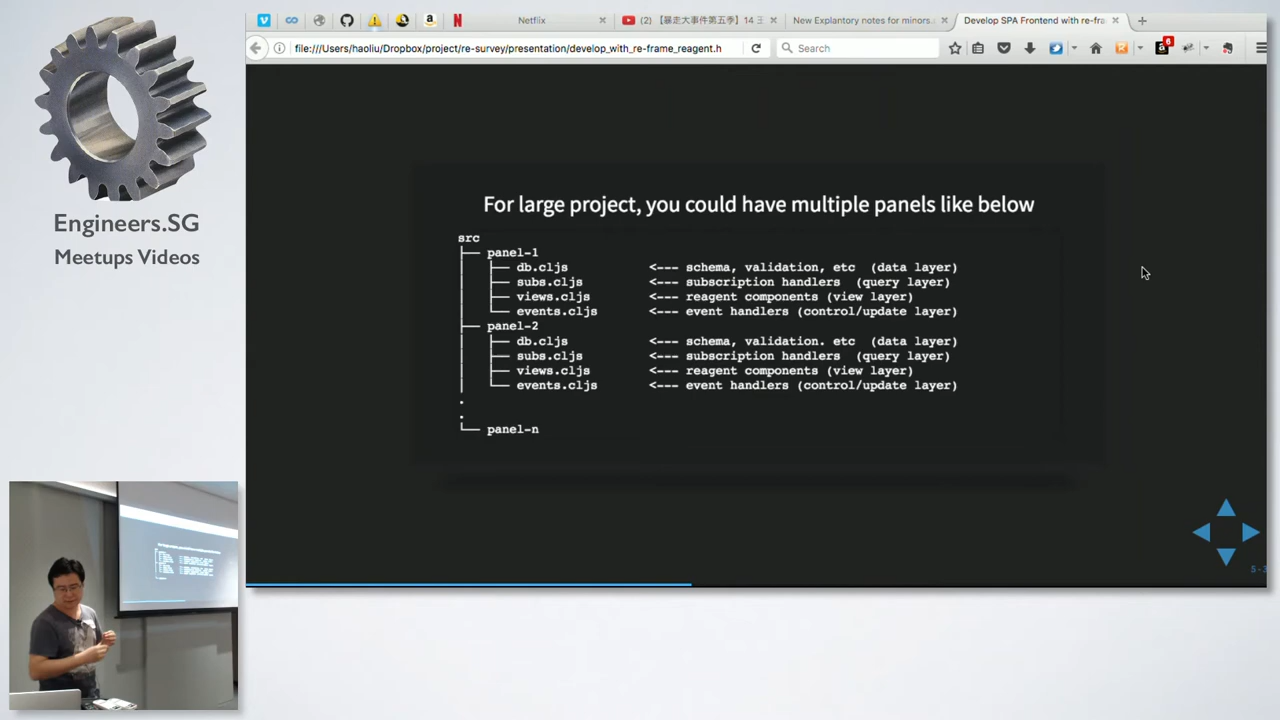 Engineers.SG
Meetups Videos
Netflix
(2) 【暴走大事件第五季】14 王
New Explantory notes for minors.
Develop SPA Frontend with re-fra
file:///Users/haoliu/Dropbox/project/re-survey/presentation/develop_with_re-frame_reagent.h
Search
6
For large project, you could have multiple panels like below
src
├── panel-1
│   ├── db.cljs <--- schema, validation, etc (data layer)
│   ├── subs.cljs <--- subscription handlers (query layer)
│   ├── views.cljs <--- reagent components (view layer)
│   └── events.cljs <--- event handlers (control/update layer)
├── panel-2
│   ├── db.cljs <--- schema, validation. etc (data layer)
│   ├── subs.cljs <--- subscription handlers (query layer)
│   ├── views.cljs <--- reagent components (view layer)
│   └── events.cljs <--- event handlers (control/update layer)
.
.
└── panel-n